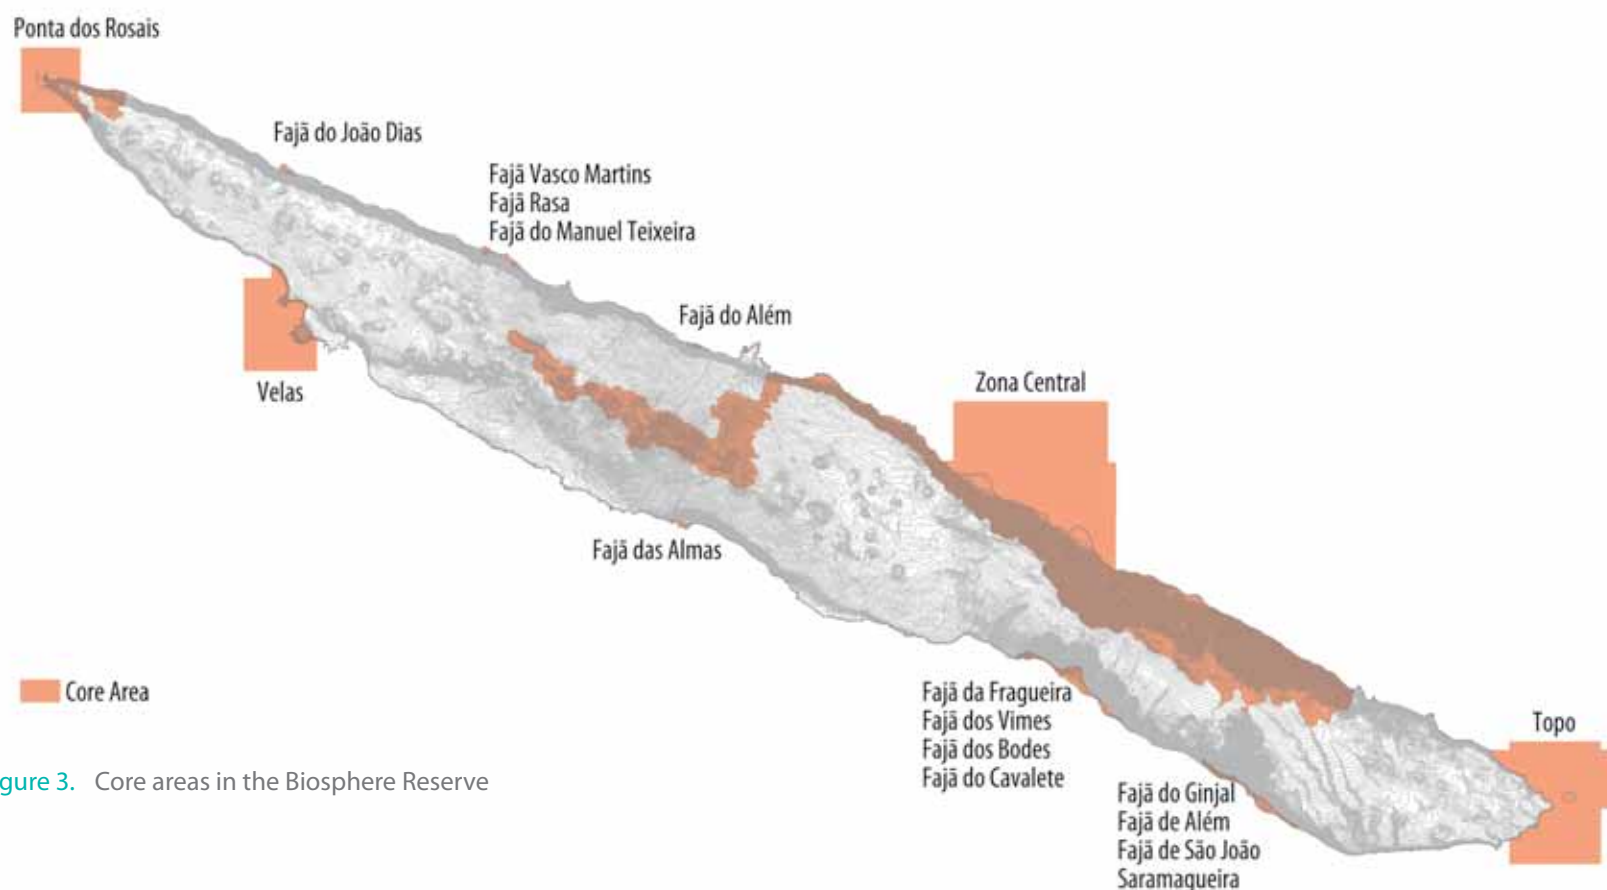 Ponta dos Rosais
Fajã do João Dias
Fajã Vasco Martins
Fajã Rasa
Fajã do Manuel Teixeira
Fajã do Além
Zona Central
Velas
Fajã das Almas
Core Area
Fajã da Fragueira
Fajã dos Vimes
Fajã dos Bodes
Fajã do Cavalete
Topo
gure 3. Core areas in the Biosphere Reserve
Fajã do Ginjal
Fajã de Além
Fajã de São João
Saramagueira